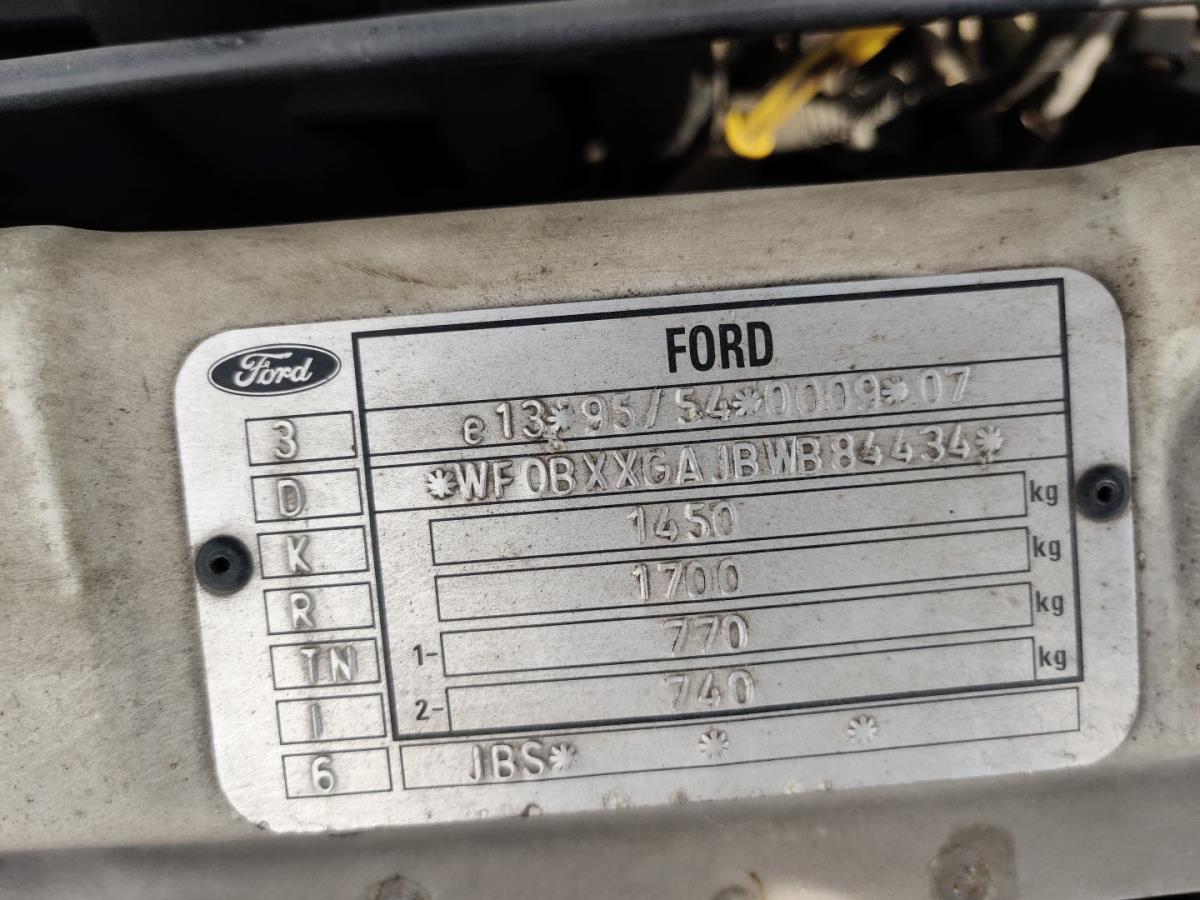 Ford
FORD
3
e13*95/54*0009*07
D
*WF0BXXGAJBWB84434*
K
1450 kg
R
1700 kg
TN
1- 770 kg
I
2- 740 kg
6
JBS* * *